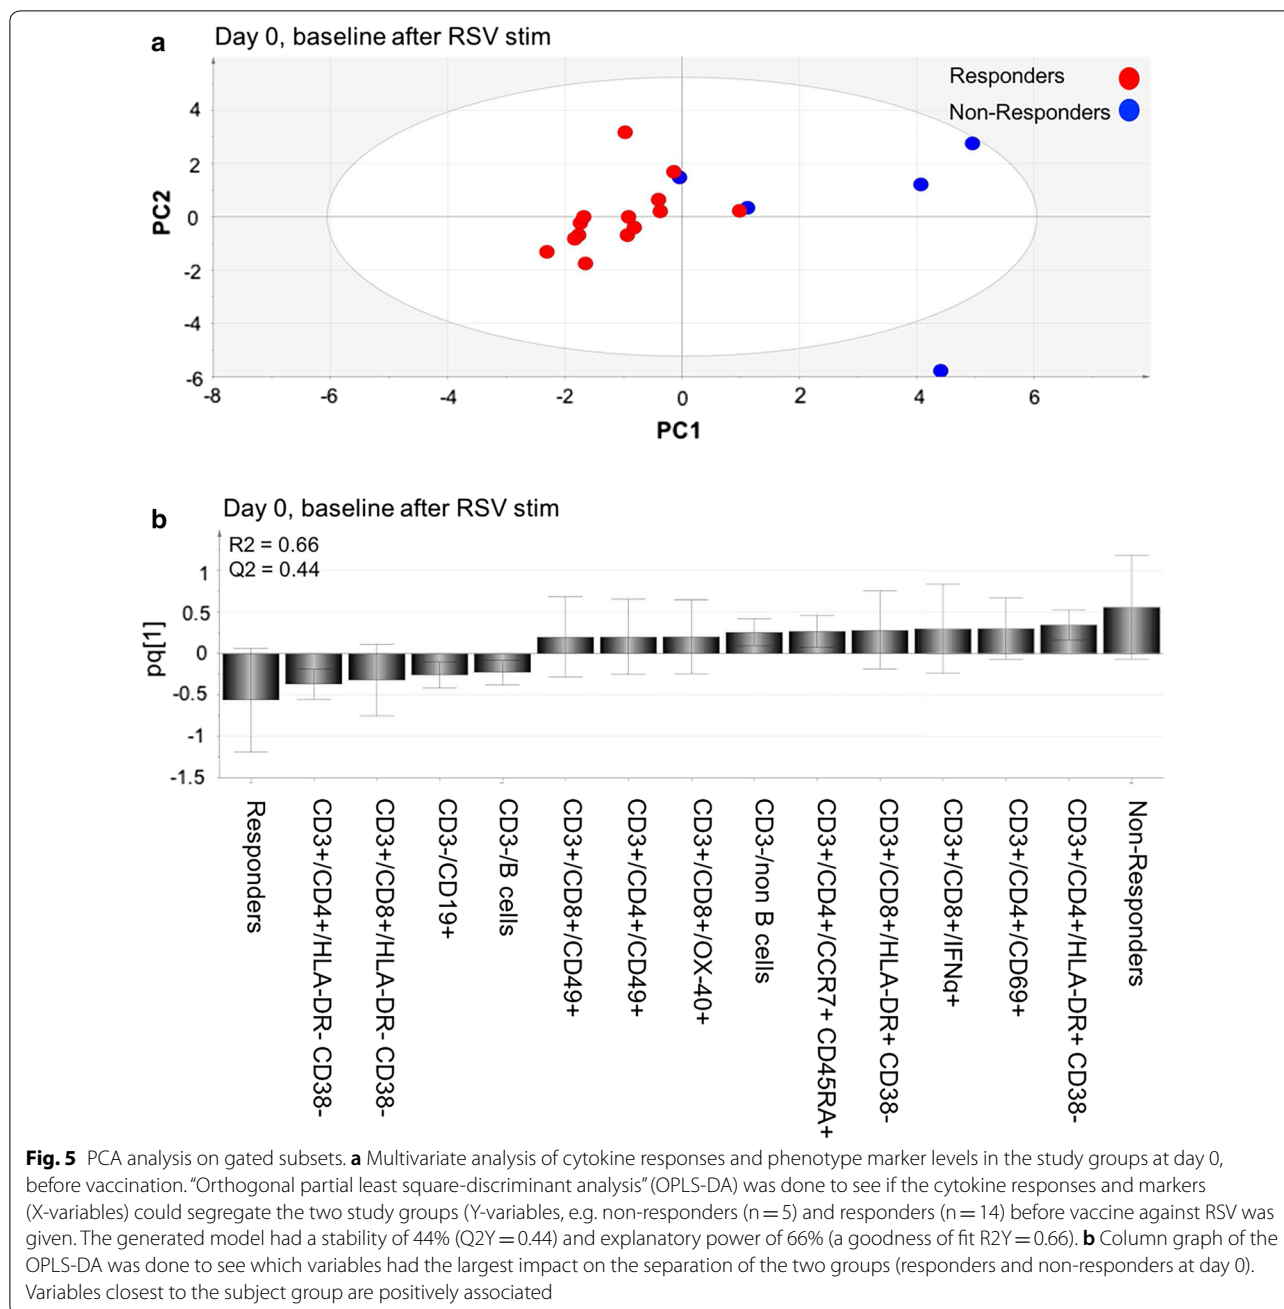 a
Day 0, baseline after RSV stim
Responders
Non-Responders
4
2
0
-2
-4
-6
PC2
-8
-6
-4
-2
0
2
4
6
PC1
b
Day 0, baseline after RSV stim
R2 = 0.66
Q2 = 0.44
1
0.5
0
-0.5
-1
-1.5
pq[1]
Responders
CD3+/CD4+/HLA-DR- CD38-
CD3+/CD8+/HLA-DR- CD38-
CD3-/CD19+
CD3-/B cells
CD3+/CD8+/CD49+
CD3+/CD4+/CD49+
CD3+/CD8+/OX-40+
CD3-/non B cells
CD3+/CD4+/CCR7+ CD45RA+
CD3+/CD8+/HLA-DR+ CD38-
CD3+/CD8+/IFNq+
CD3+/CD4+/CD69+
CD3+/CD4+/HLA-DR+ CD38-
Non-Responders
Fig. 5 PCA analysis on gated subsets. a Multivariate analysis of cytokine responses and phenotype marker levels in the study groups at day 0,
before vaccination. “Orthogonal partial least square-discriminant analysis” (OPLS-DA) was done to see if the cytokine responses and markers
(X-variables) could segregate the two study groups (Y-variables, e.g. non-responders (n = 5) and responders (n = 14) before vaccine against RSV was
given. The generated model had a stability of 44% (Q2Y = 0.44) and explanatory power of 66% (a goodness of fit R2Y = 0.66). b Column graph of the
OPLS-DA was done to see which variables had the largest impact on the separation of the two groups (responders and non-responders at day 0).
Variables closest to the subject group are positively associated